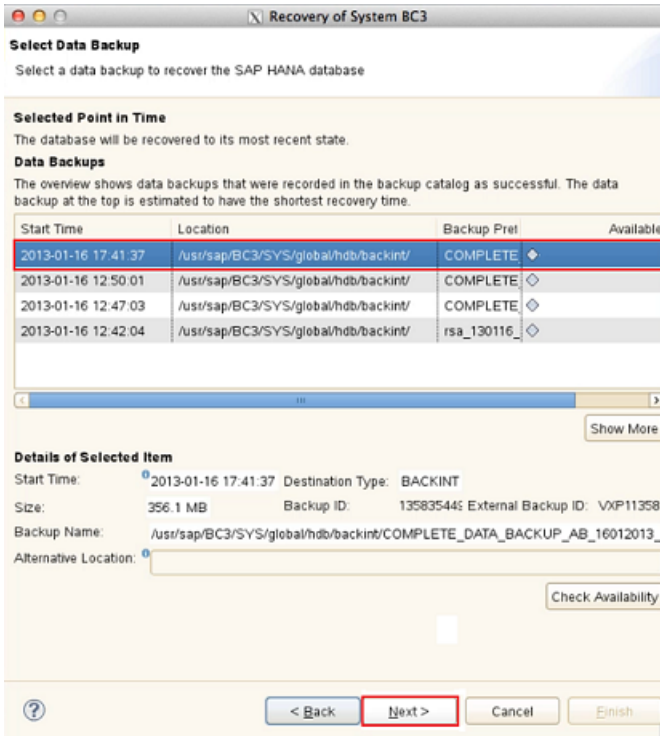 Recovery of System BC3
Select Data Backup
Select a data backup to recover the SAP HANA database
Selected Point in Time
The database will be recovered to its most recent state.
Data Backups
The overview shows data backups that were recorded in the backup catalog as successful. The data
backup at the top is estimated to have the shortest recovery time.
Start Time Location Backup Pref Available
2013-01-16 17:41:37 /usr/sap/BC3/SYS/global/hdb/backint/ COMPLETE_
2013-01-16 12:50:01 /usr/sap/BC3/SYS/global/hdb/backint/ COMPLETE_
2013-01-16 12:47:03 /usr/sap/BC3/SYS/global/hdb/backint/ COMPLETE_
2013-01-16 12:42:04 /usr/sap/BC3/SYS/global/hdb/backint/ rsa_130116_
Show More
Details of Selected Item
Start Time: 2013-01-16 17:41:37 Destination Type: BACKINT
Size: 356.1 MB Backup ID: 135835449 External Backup ID: VXP11358
Backup Name: /usr/sap/BC3/SYS/global/hdb/backint/COMPLETE_DATA_BACKUP_AB_16012013_
Alternative Location:
Check Availability
? < Back Next > Cancel Finish